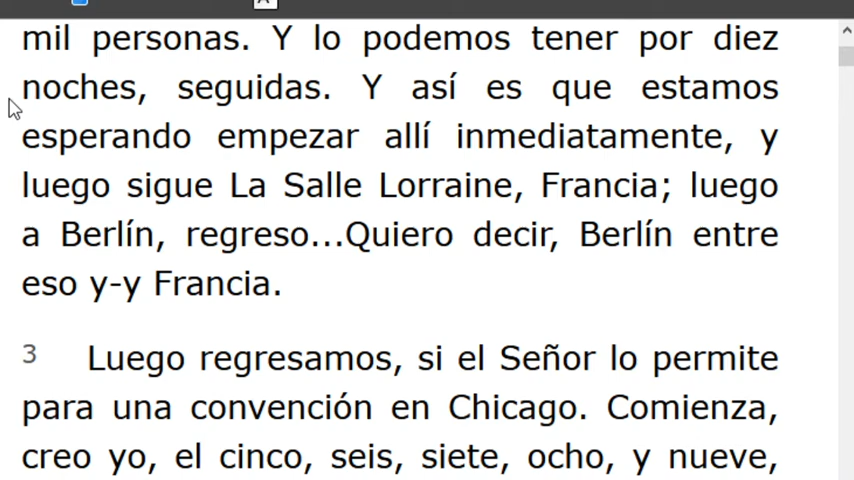 mil personas. Y lo podemos tener por diez
noches, seguidas. Y así es que estamos
esperando empezar allí inmediatamente, y
luego sigue La Salle Lorraine, Francia; luego
a Berlín, regreso...Quiero decir, Berlín entre
eso y-y Francia.
3 Luego regresamos, si el Señor lo permite
para una convención en Chicago. Comienza,
creo yo, el cinco, seis, siete, ocho, y nueve,